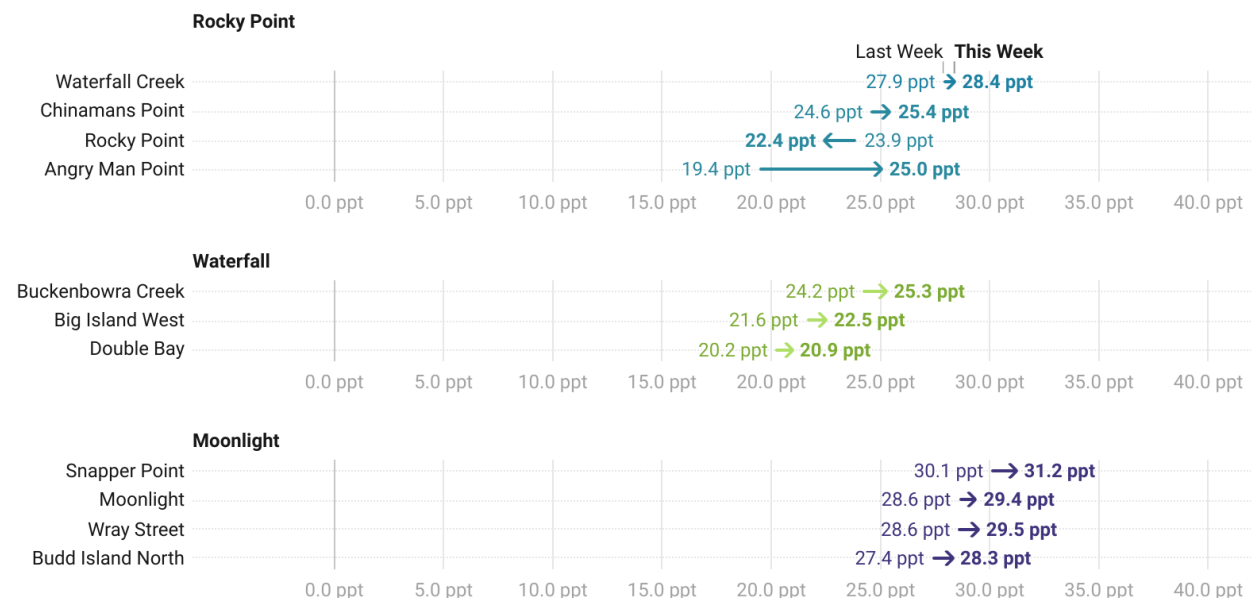 Rocky Point
Last Week This Week
Waterfall Creek 27.9 ppt 28.4 ppt
Chinamans Point 24.6 ppt 25.4 ppt
Rocky Point 22.4 ppt 23.9 ppt
Angry Man Point 19.4 ppt 25.0 ppt
0.0 ppt 5.0 ppt 10.0 ppt 15.0 ppt 20.0 ppt 25.0 ppt 30.0 ppt 35.0 ppt 40.0 ppt
Waterfall
Buckenbowra Creek 24.2 ppt 25.3 ppt
Big Island West 21.6 ppt 22.5 ppt
Double Bay 20.2 ppt 20.9 ppt
0.0 ppt 5.0 ppt 10.0 ppt 15.0 ppt 20.0 ppt 25.0 ppt 30.0 ppt 35.0 ppt 40.0 ppt
Moonlight
Snapper Point 30.1 ppt 31.2 ppt
Moonlight 28.6 ppt 29.4 ppt
Wray Street 28.6 ppt 29.5 ppt
Budd Island North 27.4 ppt 28.3 ppt
0.0 ppt 5.0 ppt 10.0 ppt 15.0 ppt 20.0 ppt 25.0 ppt 30.0 ppt 35.0 ppt 40.0 ppt